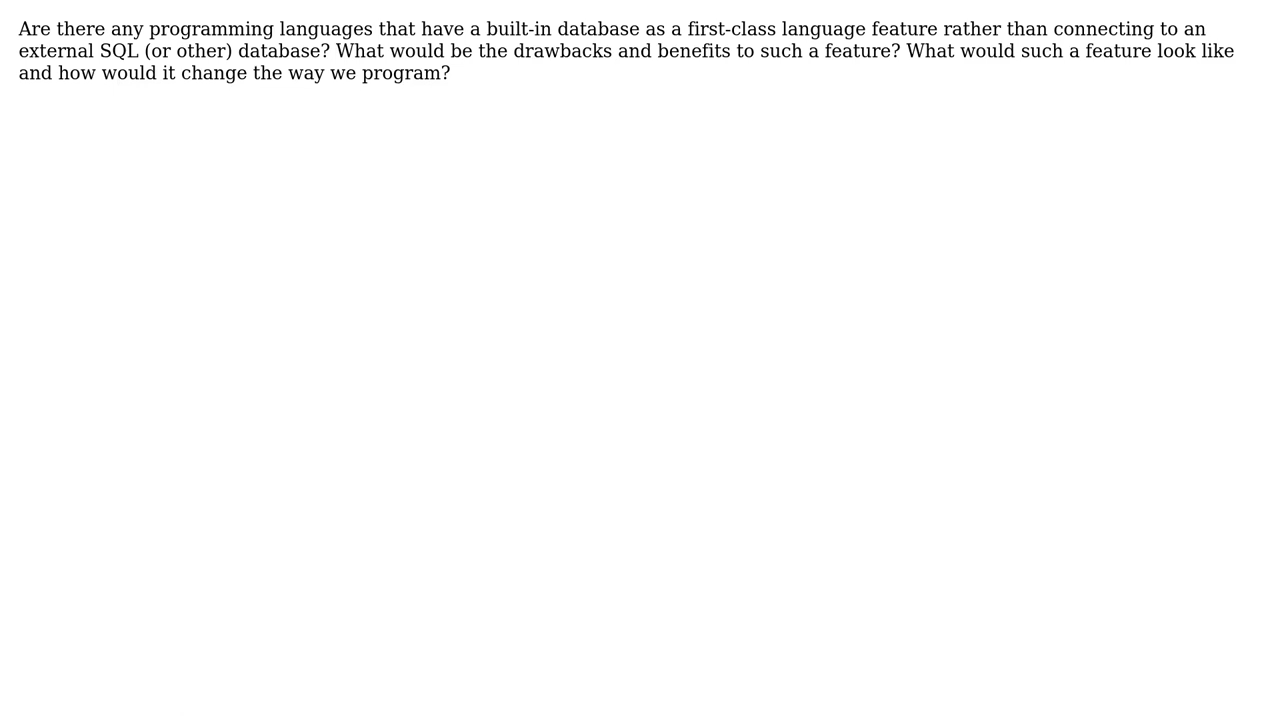 Are there any programming languages that have a built-in database as a first-class language feature rather than connecting to an
external SQL (or other) database? What would be the drawbacks and benefits to such a feature? What would such a feature look like
and how would it change the way we program?